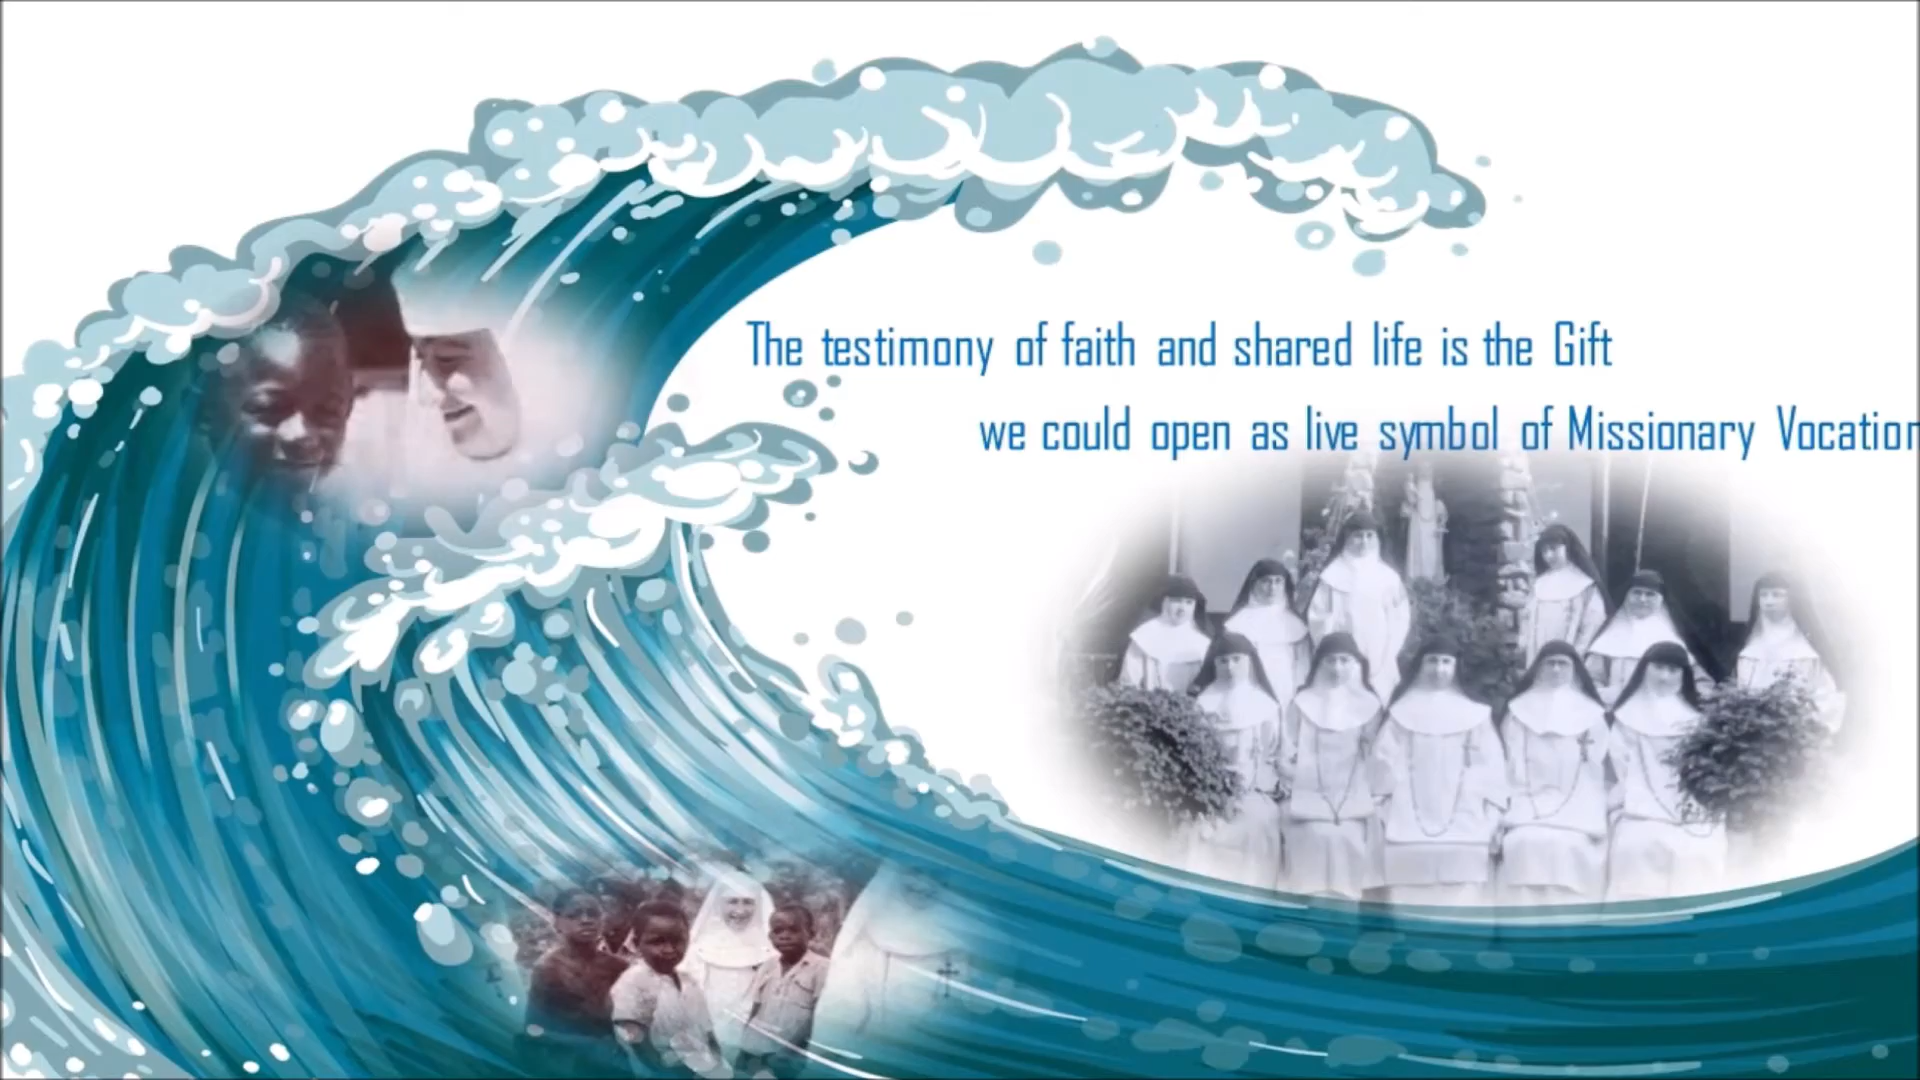 The testimony of faith and shared life is the Gift
we could open as live symbol of Missionary Vocation